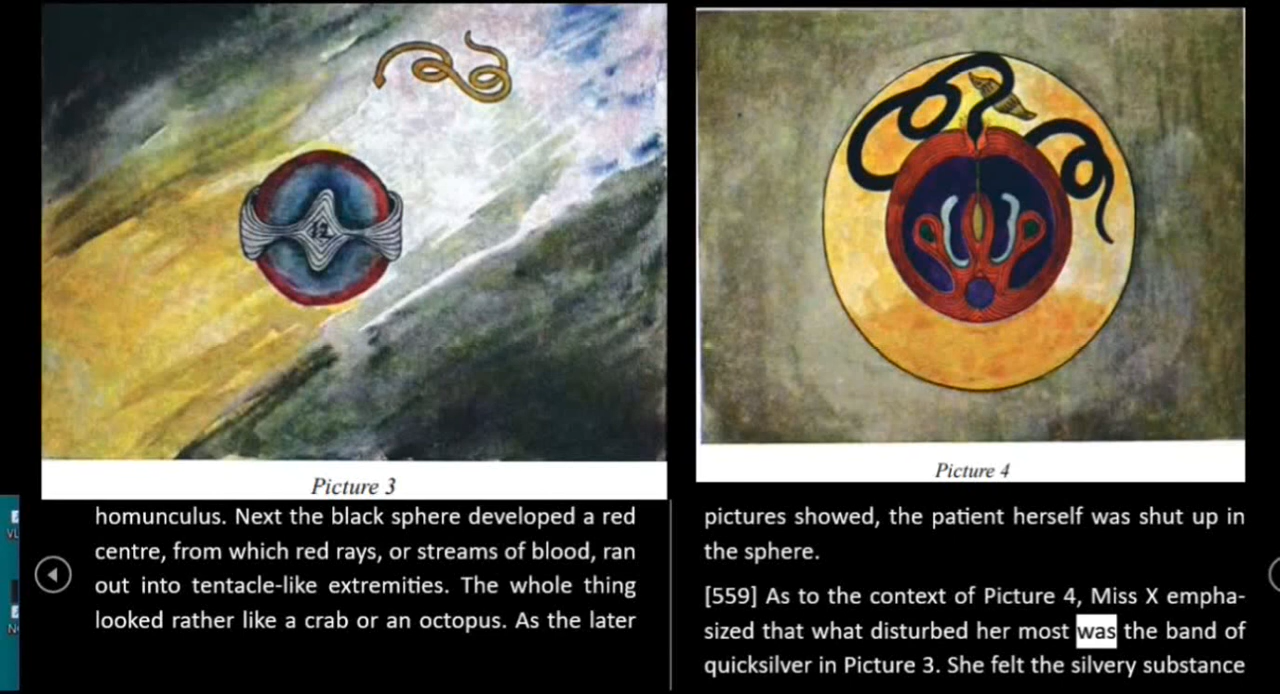 12
Picture 3
Picture 4
homunculus. Next the black sphere developed a red
centre, from which red rays, or streams of blood, ran
out into tentacle-like extremities. The whole thing
looked rather like a crab or an octopus. As the later
pictures showed, the patient herself was shut up in
the sphere.
[559] As to the context of Picture 4, Miss X empha-
sized that what disturbed her most was the band of
quicksilver in Picture 3. She felt the silvery substance
VL